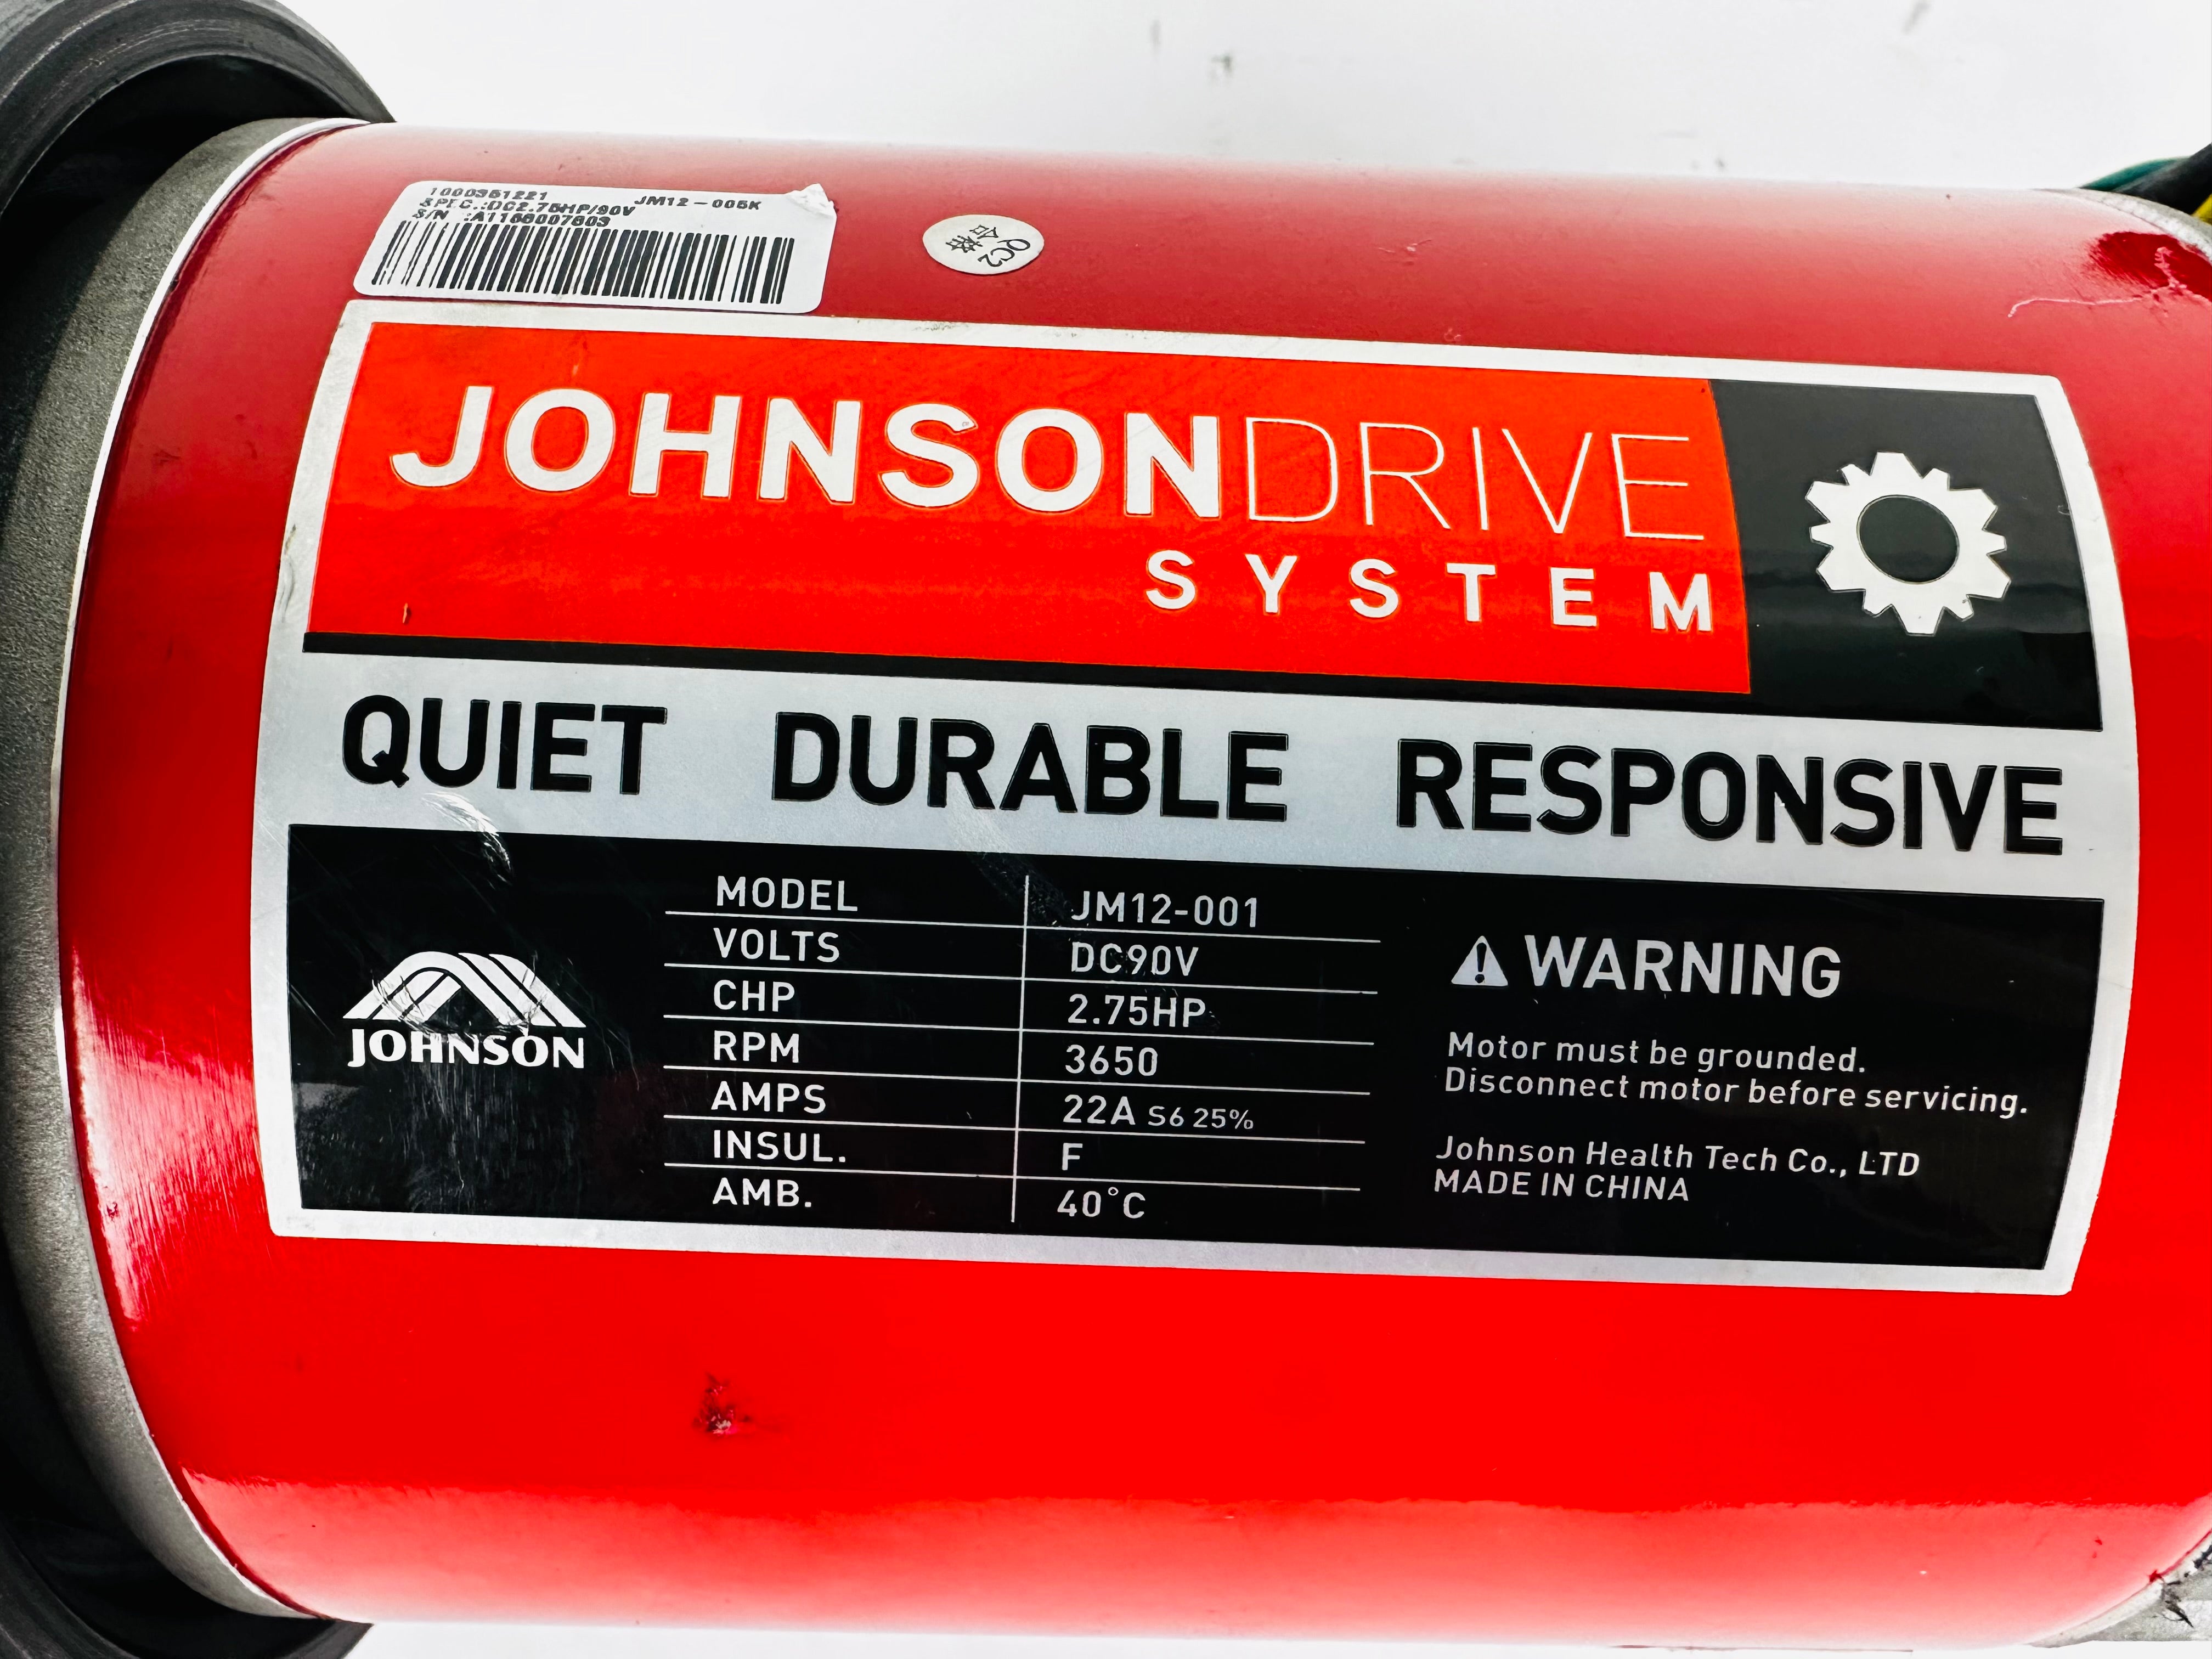 1000351221
JM12-005K
SPEC.:DC2.75HP/90V
S/N :A1166007603
QC2
合格
JOHNSONDRIVE
SYSTEM
QUIET DURABLE RESPONSIVE
JOHNSON
MODEL JM12-001
VOLTS DC90V
CHP 2.75HP
RPM 3650
AMPS 22A S6 25%
INSUL. F
AMB. 40°C
WARNING
Motor must be grounded.
Disconnect motor before servicing.
Johnson Health Tech Co., LTD
MADE IN CHINA